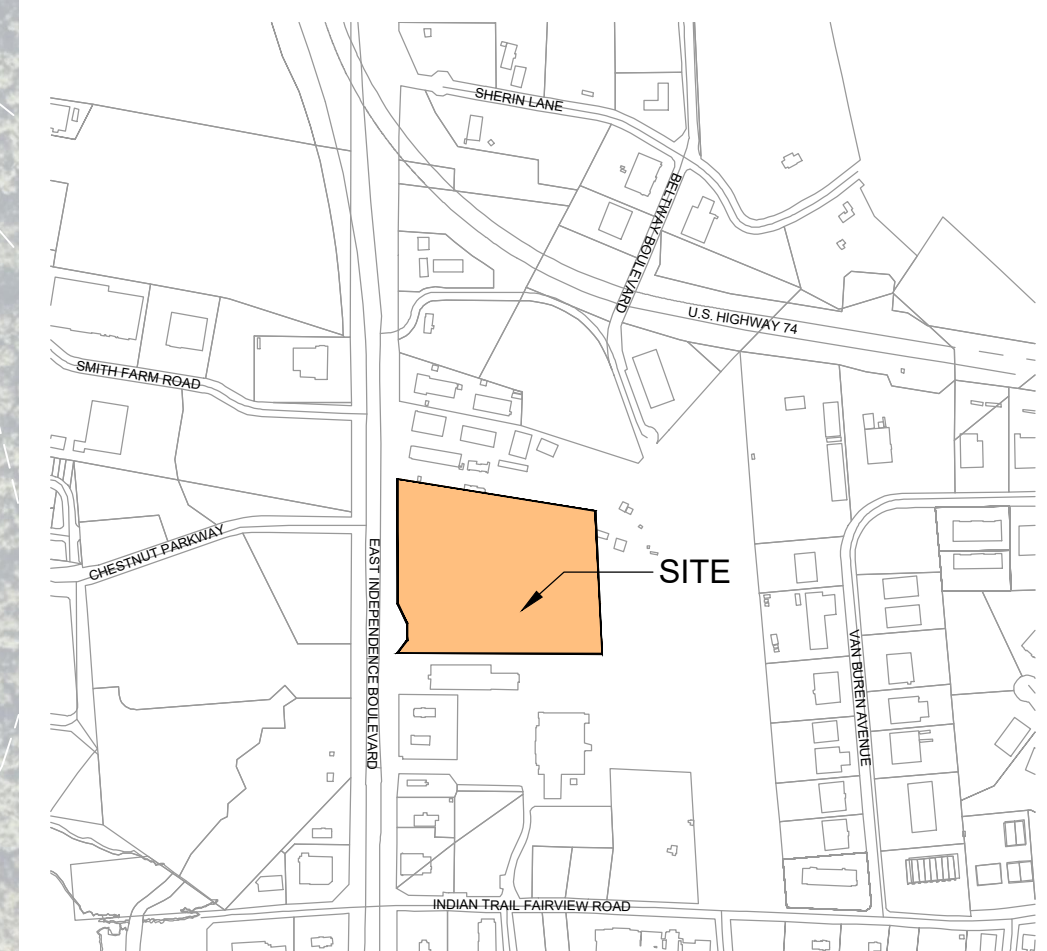 SHERIN LANE
BELTWAY BOULEVARD
U.S. HIGHWAY 74
SMITH FARM ROAD
CHESTNUT PARKWAY
EAST INDEPENDENCE BOULEVARD
SITE
VAN BUREN AVENUE
INDIAN TRAIL FAIRVIEW ROAD